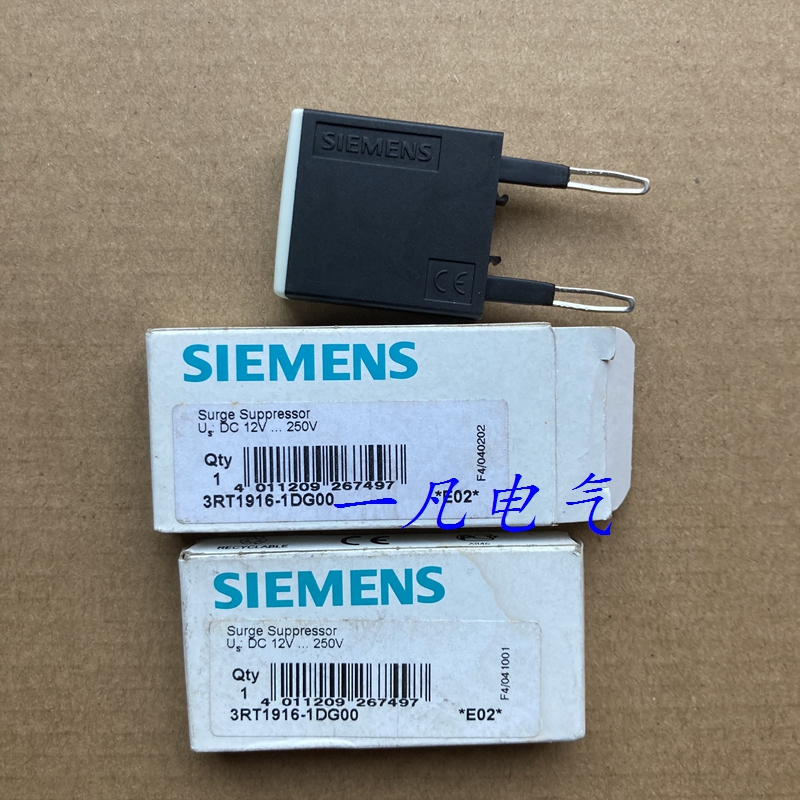 SIEMENS
CE
SIEMENS
Surge Suppressor
Us: DC 12V ... 250V
Qty
1
4 011209 267497
3RT1916-1DG00
*E02*
F4/040202
一凡电气
RECYCLABLE
CE
SIEMENS
Surge Suppressor
Us: DC 12V ... 250V
Qty
1
4 011209 267497
3RT1916-1DG00
*E02*
F4/041001